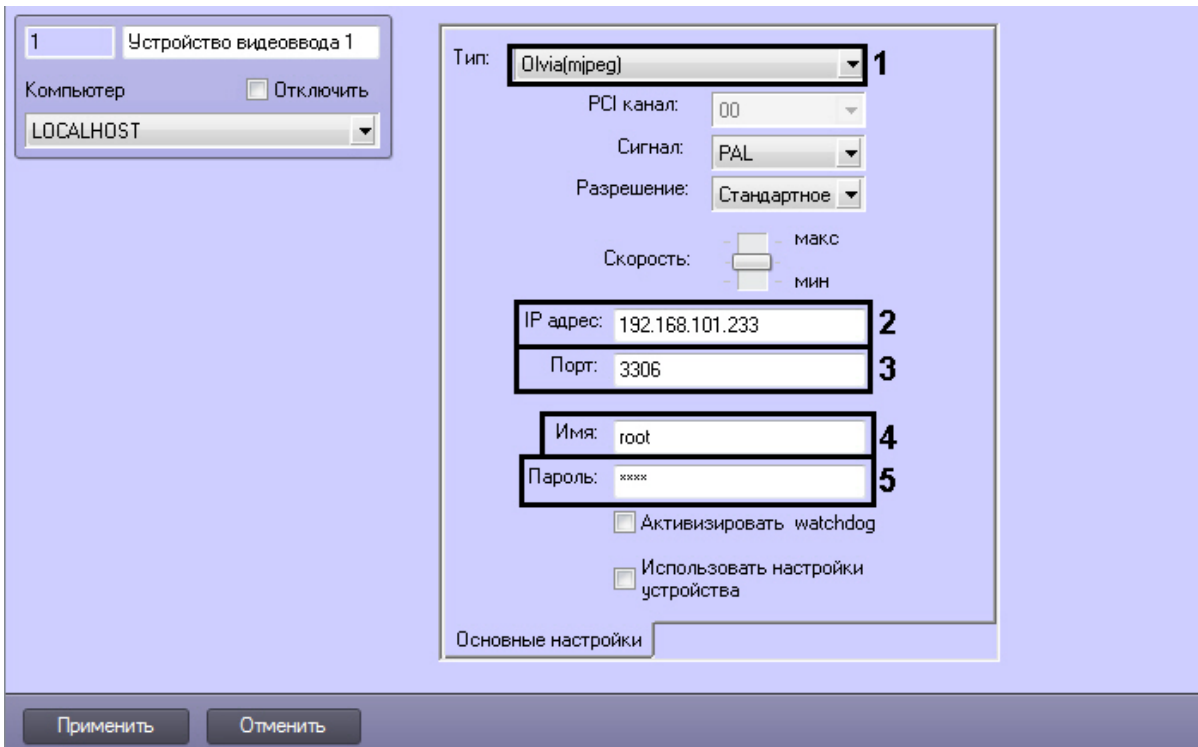 1 Устройство видеоввода 1
Компьютер Отключить
LOCALHOST
Тип: Olvia(mjpeg) 1
PCI канал: 00
Сигнал: PAL
Разрешение: Стандартное
макс
Скорость:
мин
IP адрес: 192.168.101.233 2
Порт: 3306 3
Имя: root 4
Пароль: **** 5
Активизировать watchdog
Использовать настройки
устройства
Основные настройки
Применить Отменить